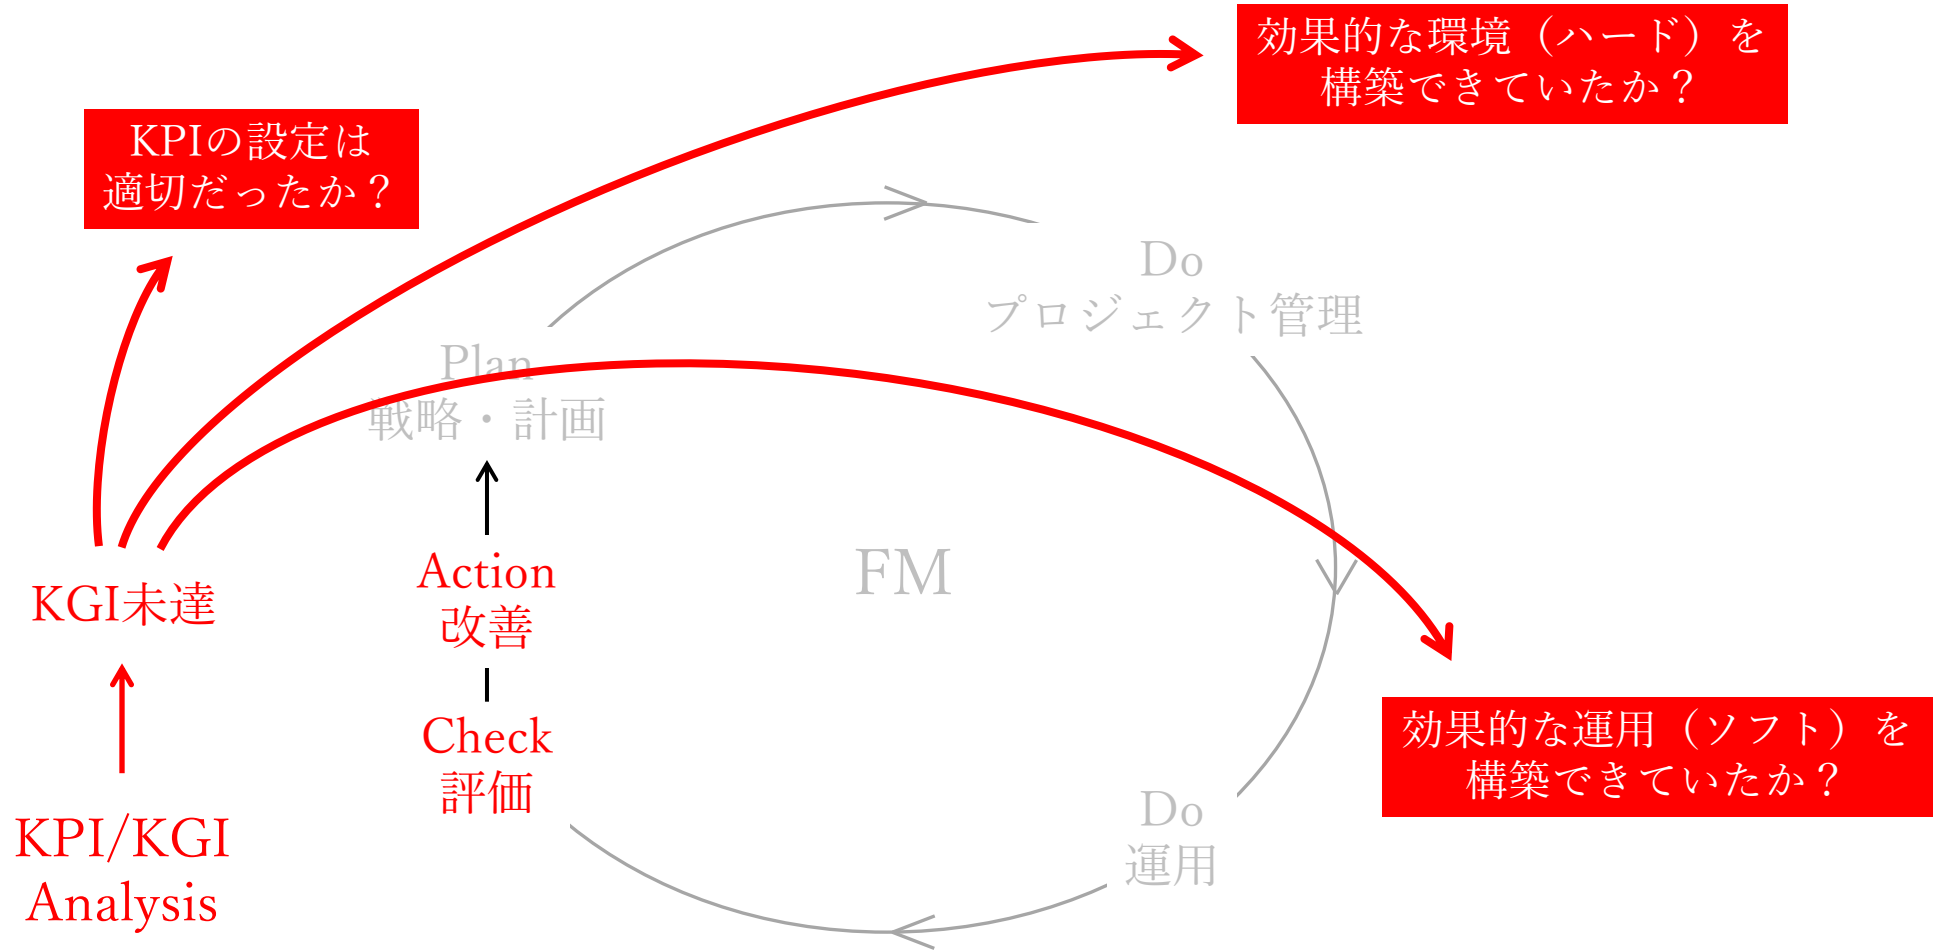 効果的な環境（ハード）を
構築できていたか？
KPIの設定は
適切だったか？
Do
プロジェクト管理
Plan
戦略・計画
Action
改善
FM
KGI未達
Check
評価
効果的な運用（ソフト）を
構築できていたか？
Do
運用
KPI/KGI
Analysis